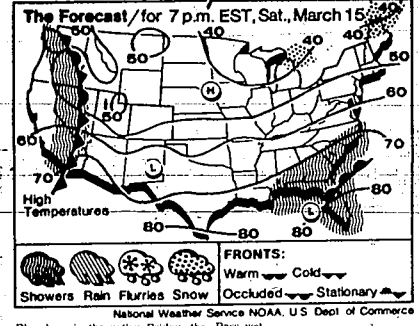 The Forecast/for 7 p.m. EST, Sat., March 15
50 50 40 40 40
50 50
H 60
60 70
70 L
High
Temperatures 80 80 80 L 80
Showers Rain Flurries Snow
FRONTS:
Warm Cold
Occluded Stationary
National Weather Service NOAA, U S Dept of Commerce